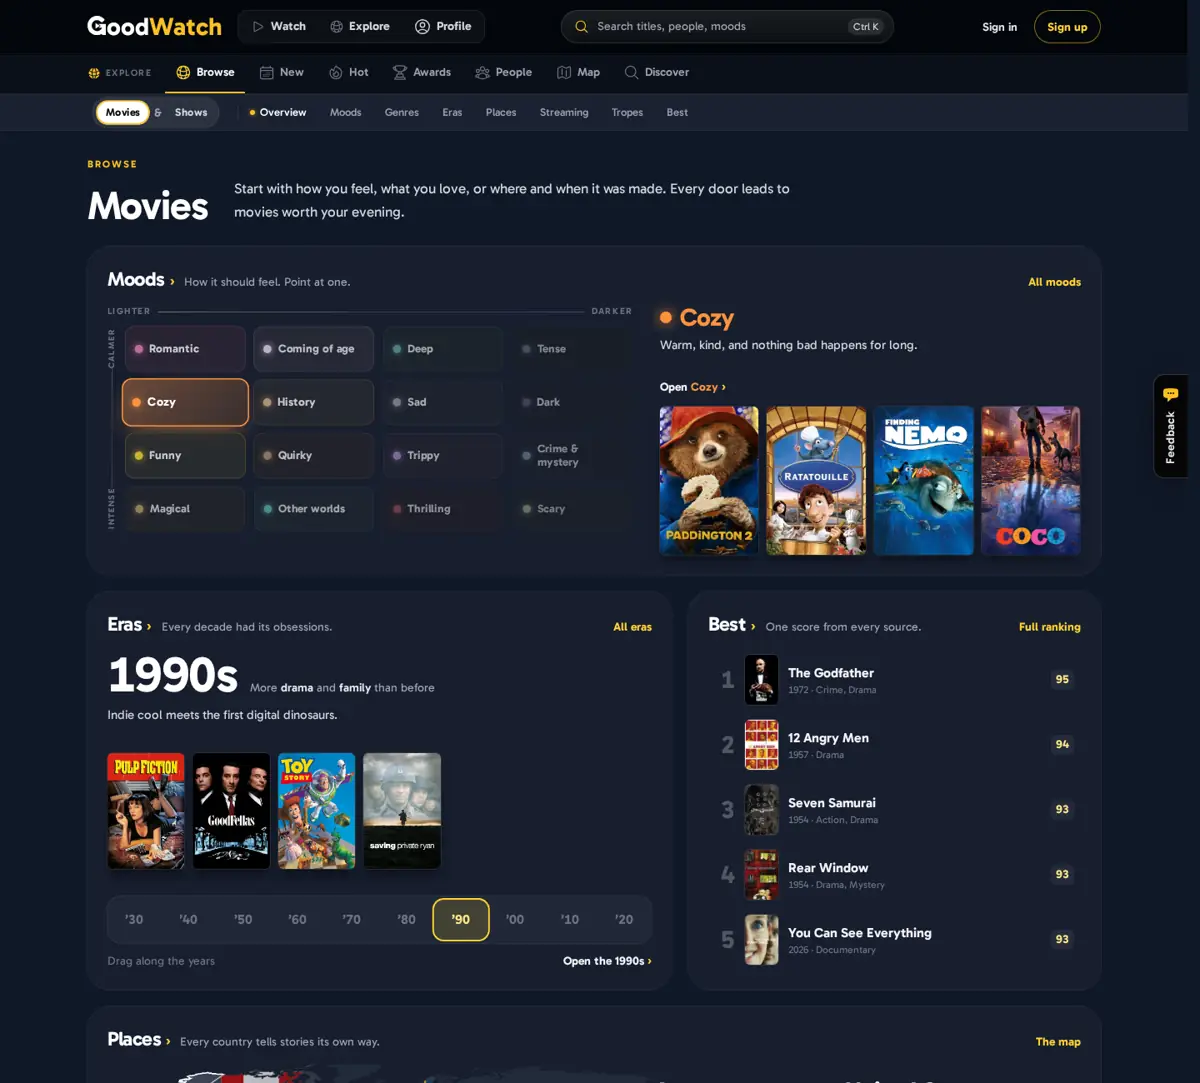 GoodWatch
Watch
Explore
Profile
Search titles, people, moods
Ctrl K
Sign in
Sign up
EXPLORE
Browse
New
Hot
Awards
People
Map
Discover
Movies & Shows
Overview
Moods
Genres
Eras
Places
Streaming
Tropes
Best
BROWSE
Movies
Start with how you feel, what you love, or where and when it was made. Every door leads to
movies worth your evening.
Moods ›
How it should feel. Point at one.
All moods
LIGHTER
DARKER
CALMER
INTENSE
Romantic
Coming of age
Deep
Tense
Cozy
History
Sad
Dark
Funny
Quirky
Trippy
Crime &
mystery
Magical
Other worlds
Thrilling
Scary
Cozy
Warm, kind, and nothing bad happens for long.
Open Cozy ›
2
PADDINGTON 2
RATATOUILLE
FINDING
NEMO
COCO
Feedback
Eras ›
Every decade had its obsessions.
All eras
1990s
More drama and family than before
Indie cool meets the first digital dinosaurs.
PULP FICTION
GoodFellas
TOY
STORY
saving private ryan
’30
’40
’50
’60
’70
’80
’90
’00
’10
’20
Drag along the years
Open the 1990s ›
Best ›
One score from every source.
Full ranking
1
The Godfather
1972 · Crime, Drama
95
2
12 Angry Men
1957 · Drama
94
3
Seven Samurai
1954 · Action, Drama
93
4
Rear Window
1954 · Drama, Mystery
93
5
You Can See Everything
2026 · Documentary
93
Places ›
Every country tells stories its own way.
The map